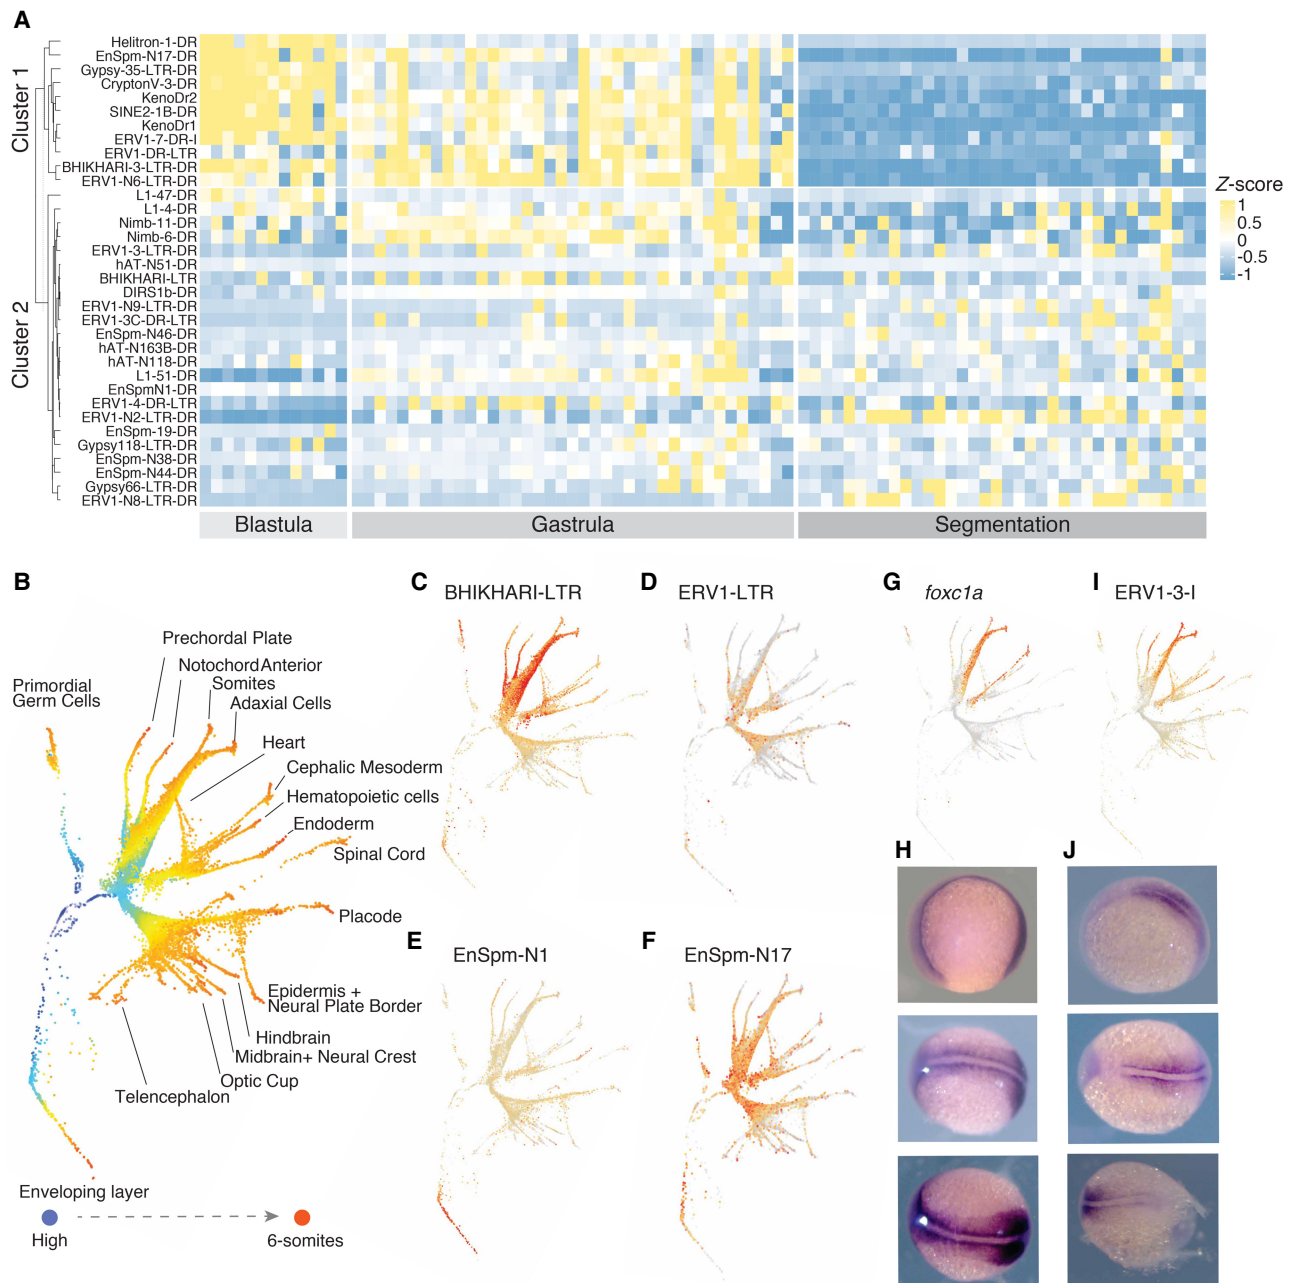 A
Cluster 1
Cluster 2
Helitron-1-DR
EnSpm-N17-DR
Gypsy-35-LTR-DR
CryptonV-3-DR
KenoDr2
SINE2-1B-DR
KenoDr1
ERV1-7-DR-I
ERV1-DR-LTR
BHIKHARI-3-LTR-DR
ERV1-N6-LTR-DR
L1-47-DR
L1-4-DR
Nimb-11-DR
Nimb-6-DR
ERV1-3-LTR-DR
hAT-N51-DR
BHIKHARI-LTR
DIRS1b-DR
ERV1-N9-LTR-DR
ERV1-3C-DR-LTR
EnSpm-N46-DR
hAT-N163B-DR
hAT-N118-DR
L1-51-DR
EnSpmN1-DR
ERV1-4-DR-LTR
ERV1-N2-LTR-DR
EnSpm-19-DR
Gypsy118-LTR-DR
EnSpm-N38-DR
EnSpm-N44-DR
Gypsy66-LTR-DR
ERV1-N8-LTR-DR
Blastula
Gastrula
Segmentation
Z-score
1
0.5
0
-0.5
-1
B
Prechordal Plate
Notochord
Anterior
Somites
Primordial
Germ Cells
Adaxial Cells
Heart
Cephalic Mesoderm
Hematopoietic cells
Endoderm
Spinal Cord
Placode
Epidermis +
Neural Plate Border
Hindbrain
Midbrain+ Neural Crest
Optic Cup
Telencephalon
Enveloping layer
High
6-somites
C
BHIKHARI-LTR
D
ERV1-LTR
E
EnSpm-N1
F
EnSpm-N17
G
foxc1a
H
I
ERV1-3-I
J